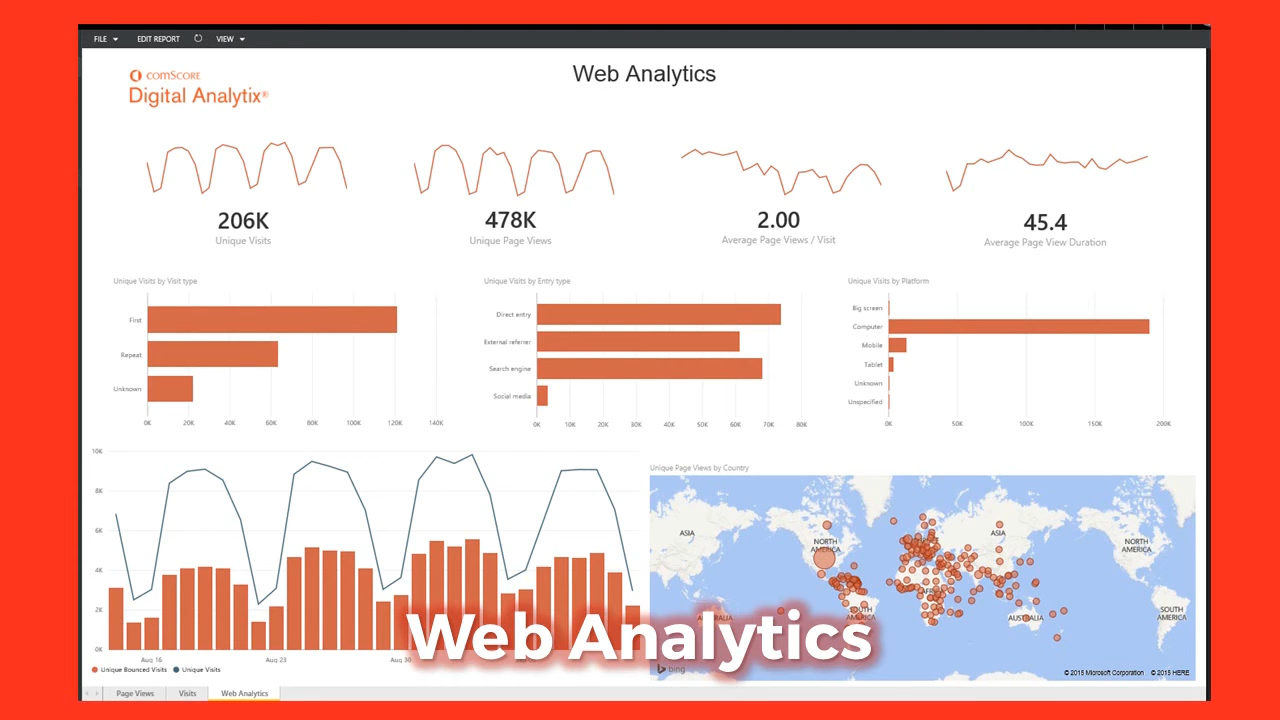 FILE EDIT REPORT VIEW
comSCORE
Digital Analytix®
Web Analytics
206K
Unique Visits
478K
Unique Page Views
2.00
Average Page Views / Visit
45.4
Average Page View Duration
Unique Visits by Visit type
First
Repeat
Unknown
0K 20K 40K 60K 80K 100K 120K 140K
Unique Visits by Entry type
Direct entry
External referrer
Search engine
Social media
0K 10K 20K 30K 40K 50K 60K 70K 80K
Unique Visits by Platform
Big screen
Computer
Mobile
Tablet
Unknown
Unspecified
0K 50K 100K 150K 200K
10K
8K
6K
4K
2K
0K
Aug 16 Aug 23 Aug 30
Unique Bounced Visits Unique Visits
Unique Page Views by Country
ASIA
NORTH AMERICA
ASIA
NORTH AMERICA
SOUTH AMERICA
AUSTRALIA
SOUTH AMERICA
bing
© 2015 Microsoft Corporation © 2015 HERE
Web Analytics
Page Views Visits Web Analytics